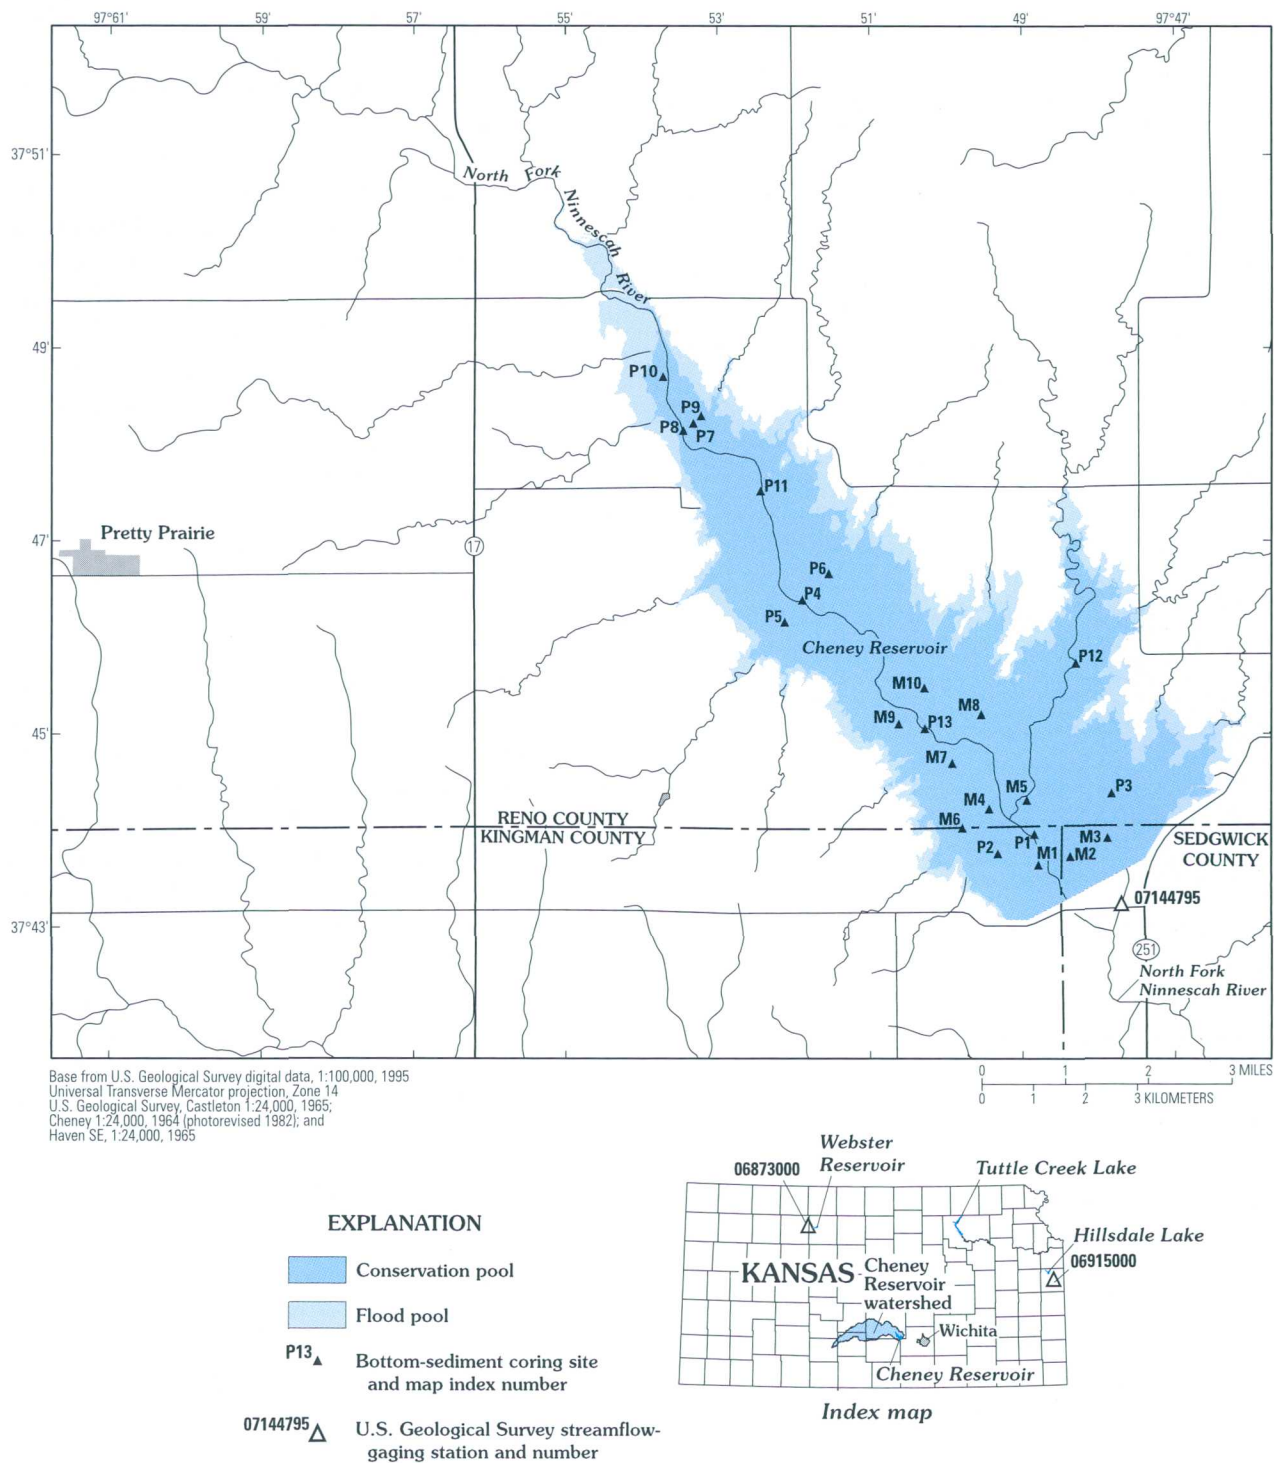 97°61'
59'
57'
55'
53'
51'
49'
97°47'
37°51'
North Fork
Ninnescah
River
49'
P10
P9
P8
P7
P11
47'
Pretty Prairie
17
P6
P4
P5
Cheney Reservoir
P12
M10
M8
M9
P13
45'
M7
P3
M5
M4
RENO COUNTY
KINGMAN COUNTY
M6
P1
M3
SEDGWICK
COUNTY
P2
M1
M2
07144795
37°43'
251
North Fork
Ninnescah River
Base from U.S. Geological Survey digital data, 1:100,000, 1995
Universal Transverse Mercator projection, Zone 14
U.S. Geological Survey, Castleton 1:24,000, 1965;
Cheney 1:24,000, 1964 (photorevised 1982); and
Haven SE, 1:24,000, 1965
0 1 2 3 MILES
0 1 2 3 KILOMETERS
Webster
Reservoir
06873000
Tuttle Creek Lake
Hillsdale Lake
06915000
KANSAS
Cheney
Reservoir
watershed
Wichita
Cheney Reservoir
Index map
EXPLANATION
Conservation pool
Flood pool
P13
Bottom-sediment coring site
and map index number
07144795
U.S. Geological Survey streamflow-
gaging station and number